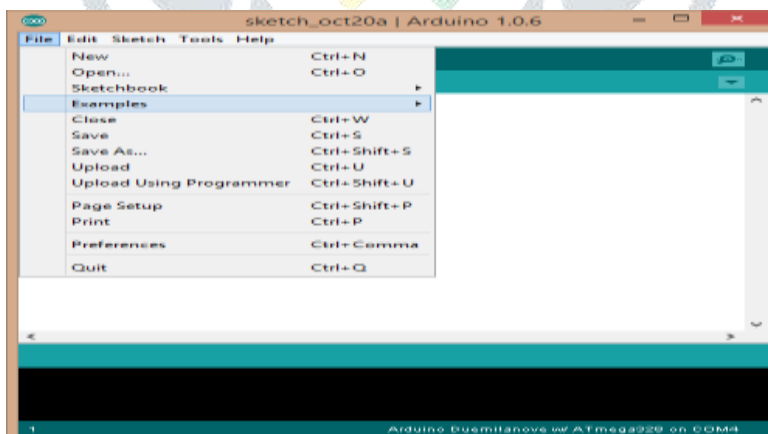 sketch_oct20a | Arduino 1.0.6
File Edit Sketch Tools Help
New Ctrl+N
Open... Ctrl+O
Sketchbook
Examples
Close Ctrl+W
Save Ctrl+S
Save As... Ctrl+Shift+S
Upload Ctrl+U
Upload Using Programmer Ctrl+Shift+U
Page Setup Ctrl+Shift+P
Print Ctrl+P
Preferences Ctrl+Comma
Quit Ctrl+Q
1 Arduino Duemilanove w/ ATmega328 on COM4